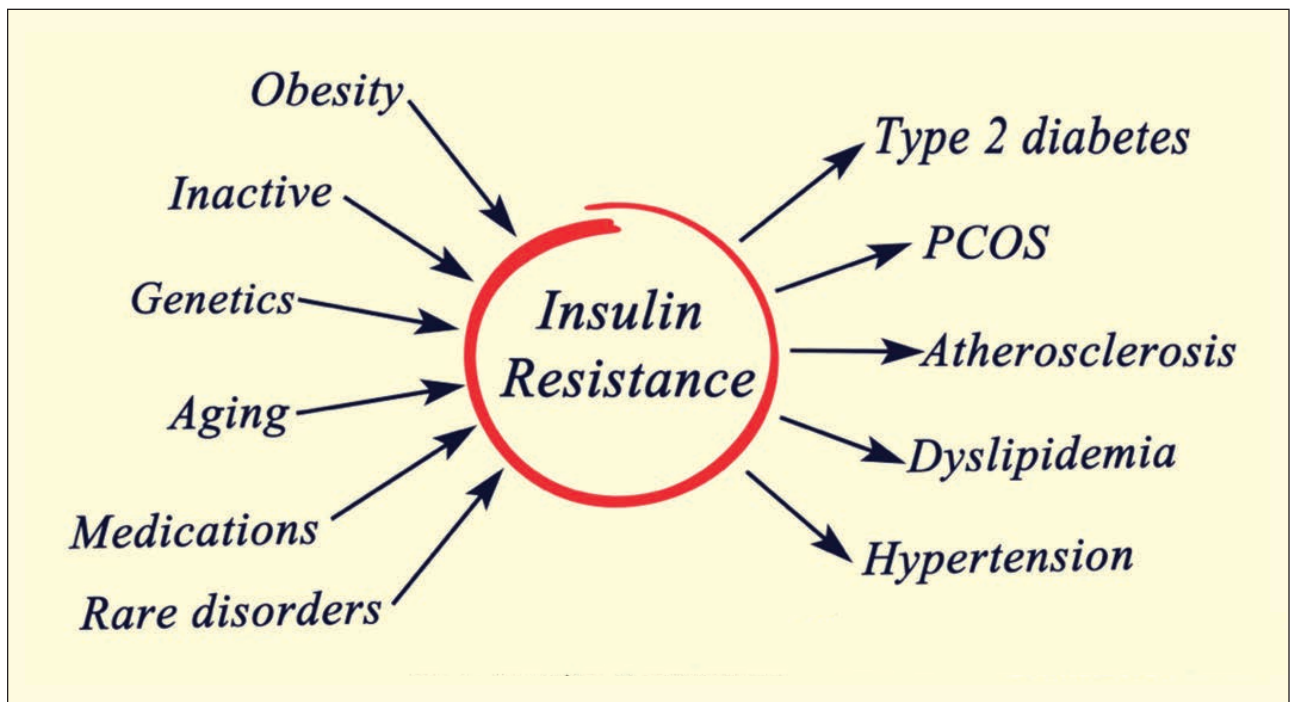 Obesity
Inactive
Genetics
Aging
Medications
Rare disorders
Insulin
Resistance
Type 2 diabetes
PCOS
Atherosclerosis
Dyslipidemia
Hypertension